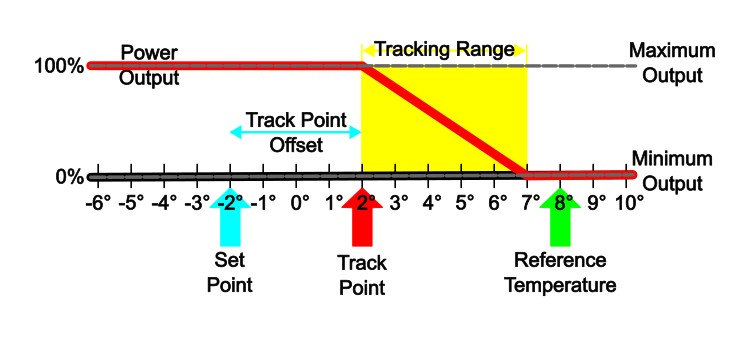 Tracking Range
Power
Output
Maximum
Output
100%
Track Point
Offset
Minimum
Output
0%
-6° -5° -4° -3° -2° -1° 0° 1° 2° 3° 4° 5° 6° 7° 8° 9° 10°
Set
Point
Track
Point
Reference
Temperature